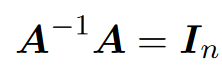 A⁻¹A = Iₙ